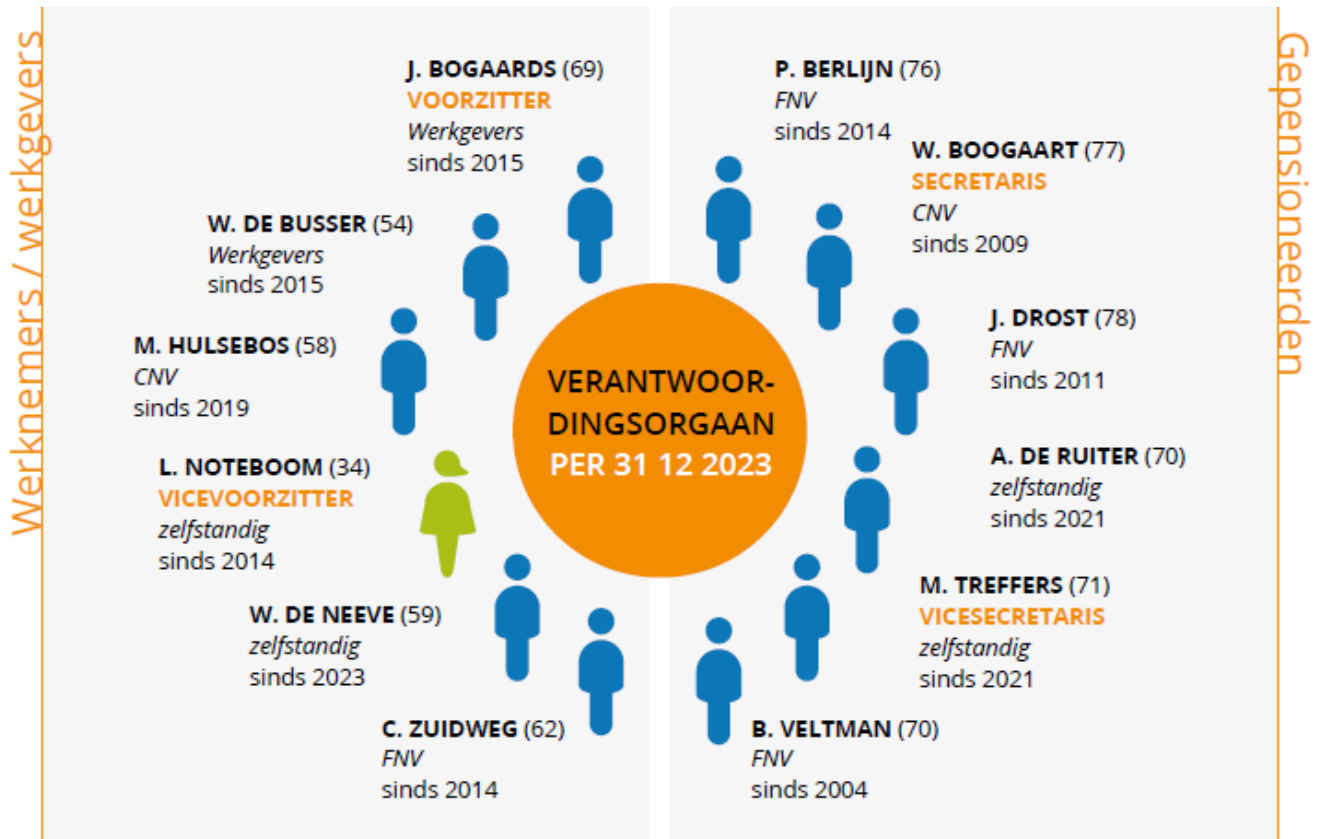 Werknemers / werkgevers
J. BOGAARDS (69)
VOORZITTER
Werkgevers
sinds 2015
W. DE BUSSER (54)
Werkgevers
sinds 2015
M. HULSEBOS (58)
CNV
sinds 2019
L. NOTEBOOM (34)
VICEVOORZITTER
zelfstandig
sinds 2014
W. DE NEEVE (59)
zelfstandig
sinds 2023
C. ZUIDWEG (62)
FNV
sinds 2014
VERANTWOOR-
DINGSORGAAN
PER 31 12 2023
P. BERLIJN (76)
FNV
sinds 2014
W. BOOGAART (77)
SECRETARIS
CNV
sinds 2009
J. DROST (78)
FNV
sinds 2011
A. DE RUITER (70)
zelfstandig
sinds 2021
M. TREFFERS (71)
VICESECRETARIS
zelfstandig
sinds 2021
B. VELTMAN (70)
FNV
sinds 2004
Gepensioneerden